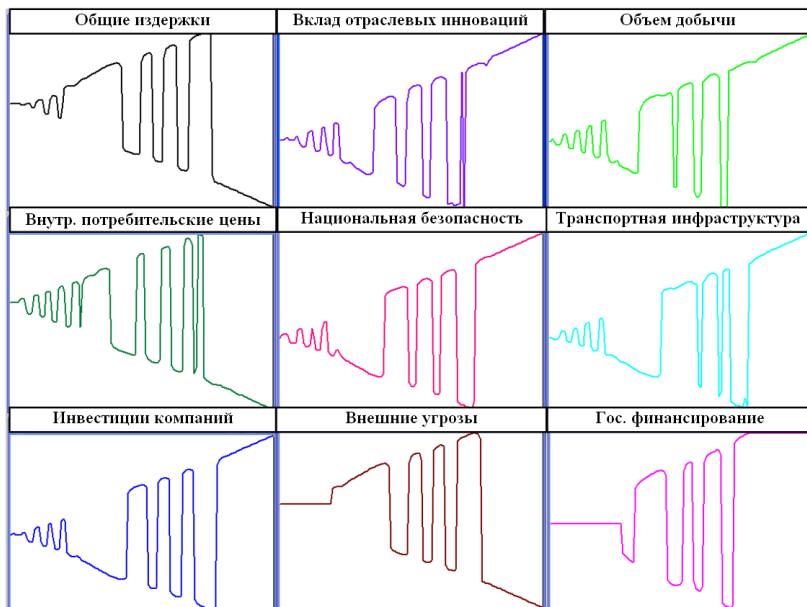 Общие издержки
Вклад отраслевых инноваций
Объем добычи
Внутр. потребительские цены
Национальная безопасность
Транспортная инфраструктура
Инвестиции компаний
Внешние угрозы
Гос. финансирование